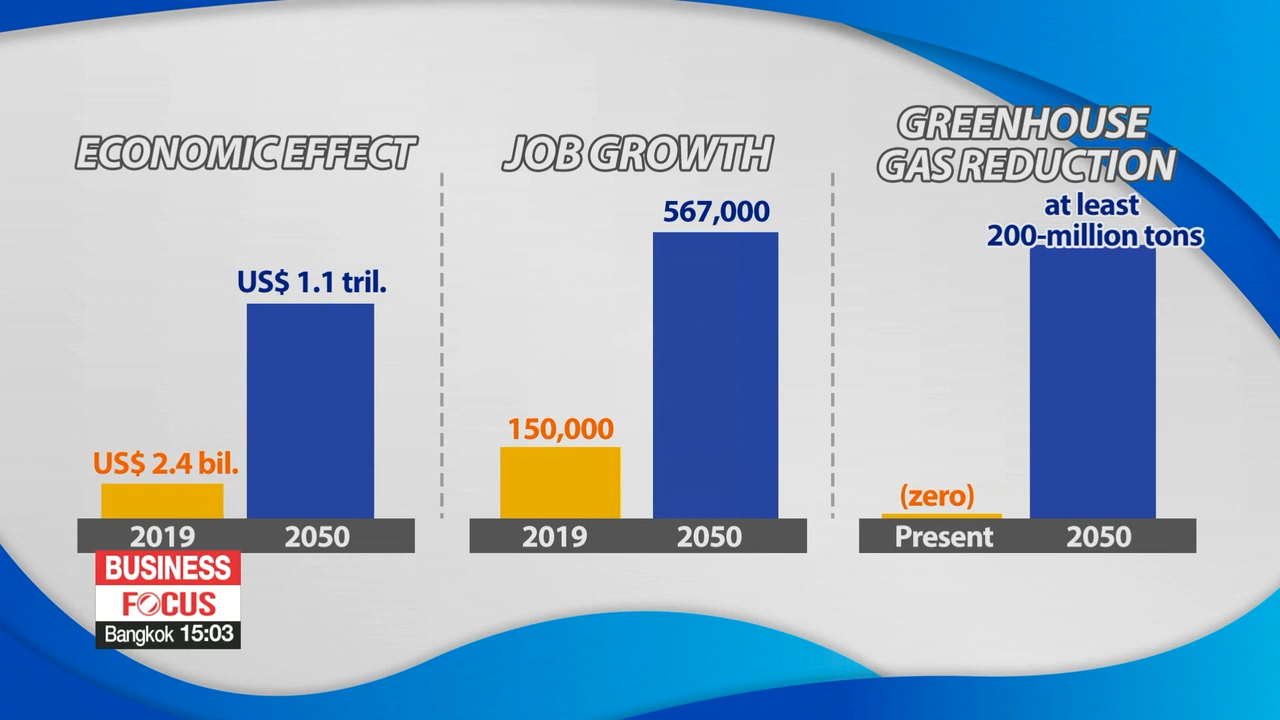 ECONOMIC EFFECT
US$ 2.4 bil.
US$ 1.1 tril.
2019
2050
JOB GROWTH
150,000
567,000
2019
2050
GREENHOUSE
GAS REDUCTION
at least
200-million tons
(zero)
Present
2050
BUSINESS
FOCUS
Bangkok 15:03